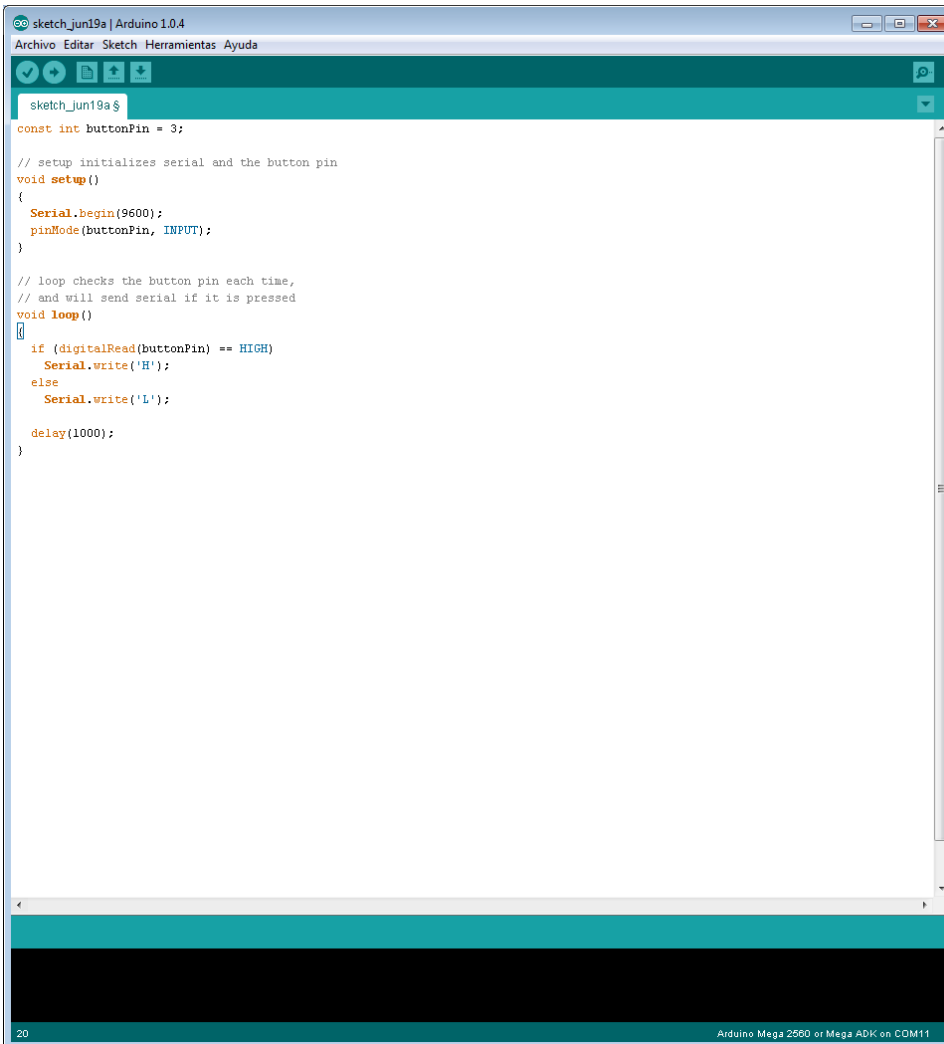 sketch_jun19a | Arduino 1.0.4
Archivo Editar Sketch Herramientas Ayuda
sketch_jun19a §
const int buttonPin = 3;
// setup initializes serial and the button pin
void setup()
{
  Serial.begin(9600);
  pinMode(buttonPin, INPUT);
}
// loop checks the button pin each time,
// and will send serial if it is pressed
void loop()
{
  if (digitalRead(buttonPin) == HIGH)
    Serial.write('H');
  else
    Serial.write('L');
  delay(1000);
}
20 Arduino Mega 2560 or Mega ADK on COM11